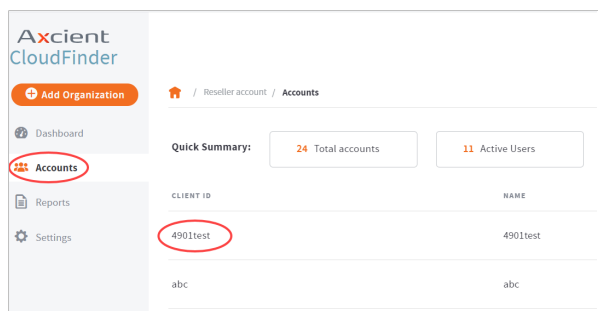 Axcient
CloudFinder
Add Organization
Dashboard
Accounts
Reports
Settings
/ Reseller account / Accounts
Quick Summary: 24 Total accounts 11 Active Users
CLIENT ID NAME
4901test 4901test
abc abc